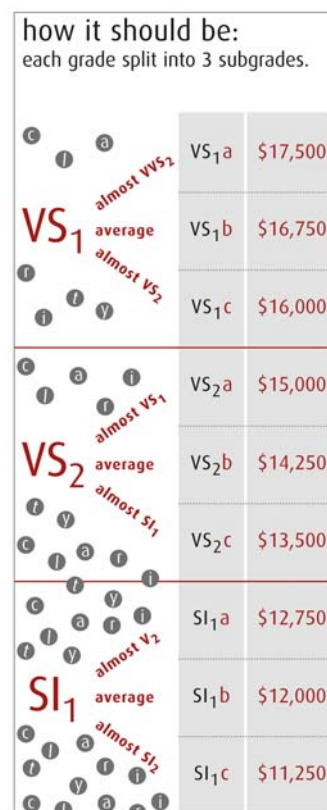 how it should be:
each grade split into 3 subgrades.
c l a
almost VVS₂
VS₁a $17,500
VS₁ average VS₁b $16,750
almost VS₂
r i t y
VS₁c $16,000
c l a r i
almost VS₁
VS₂a $15,000
VS₂ average VS₂b $14,250
almost SI₁
t y
VS₂c $13,500
c l a r i
t y
c l a r i
t y
almost V₂
SI₁a $12,750
SI₁ average SI₁b $12,000
almost SI₂
c l a r i
t y
SI₁c $11,250
c l a r i